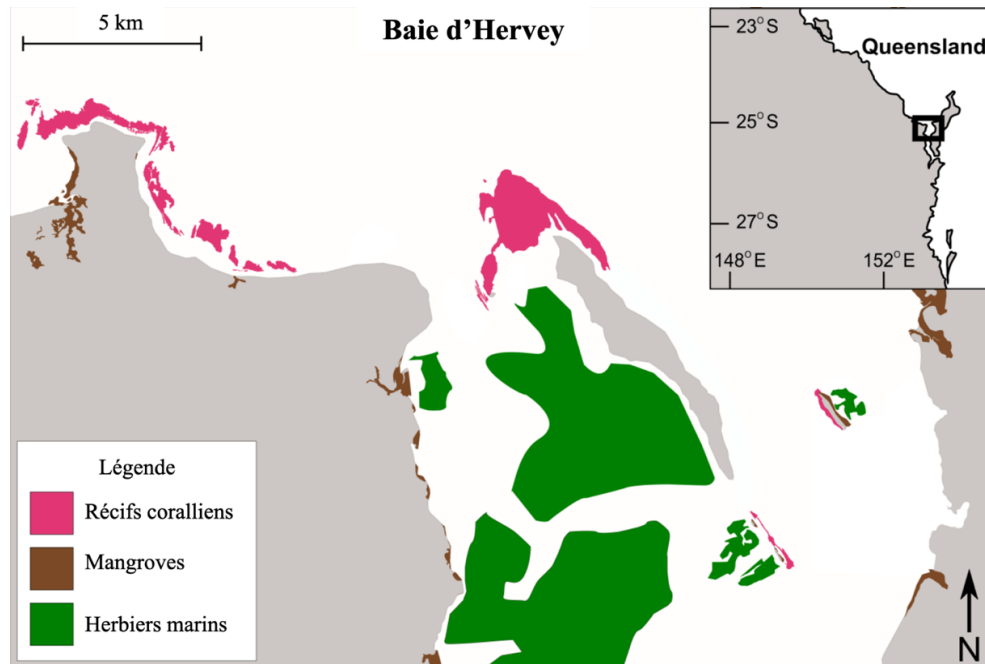 5 km
Baie d’Hervey
23°S
Queensland
25°S
27°S
148°E
152°E
Légende
Récifs coralliens
Mangroves
Herbiers marins
N